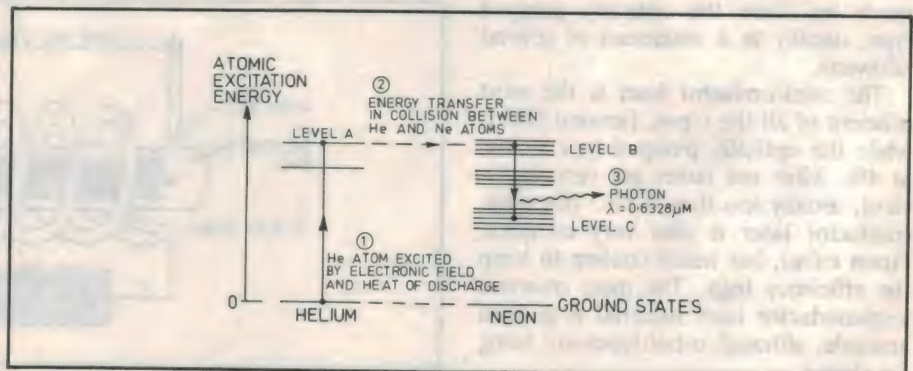 ATOMIC
EXCITATION
ENERGY
LEVEL A
②
ENERGY TRANSFER
IN COLLISION BETWEEN
He AND Ne ATOMS
LEVEL B
③
PHOTON
λ = 0·6328μM
LEVEL C
①
He ATOM EXCITED
BY ELECTRONIC FIELD
AND HEAT OF DISCHARGE
0
HELIUM
NEON
GROUND STATES